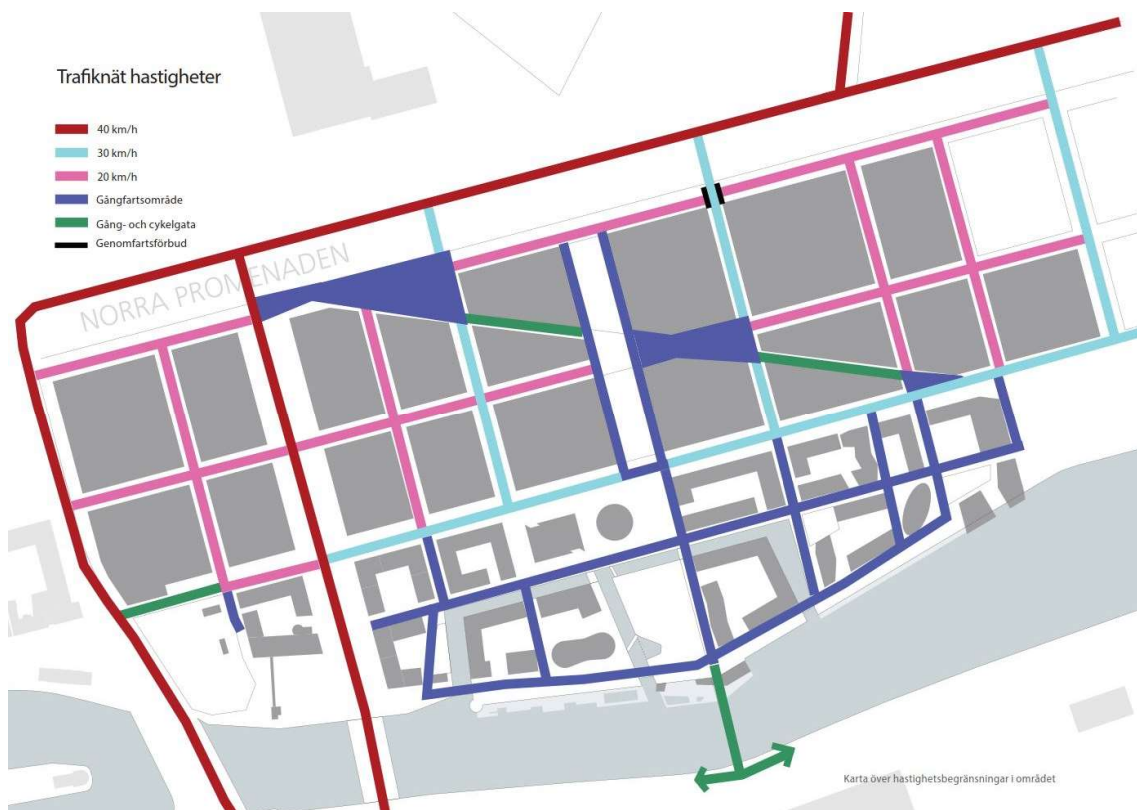 Trafiknät hastigheter
40 km/h
30 km/h
20 km/h
Gångfartsområde
Gång- och cykelgata
Genomfartsförbud
NORRA PROMENADEN
Karta över hastighetsbegränsningar i området